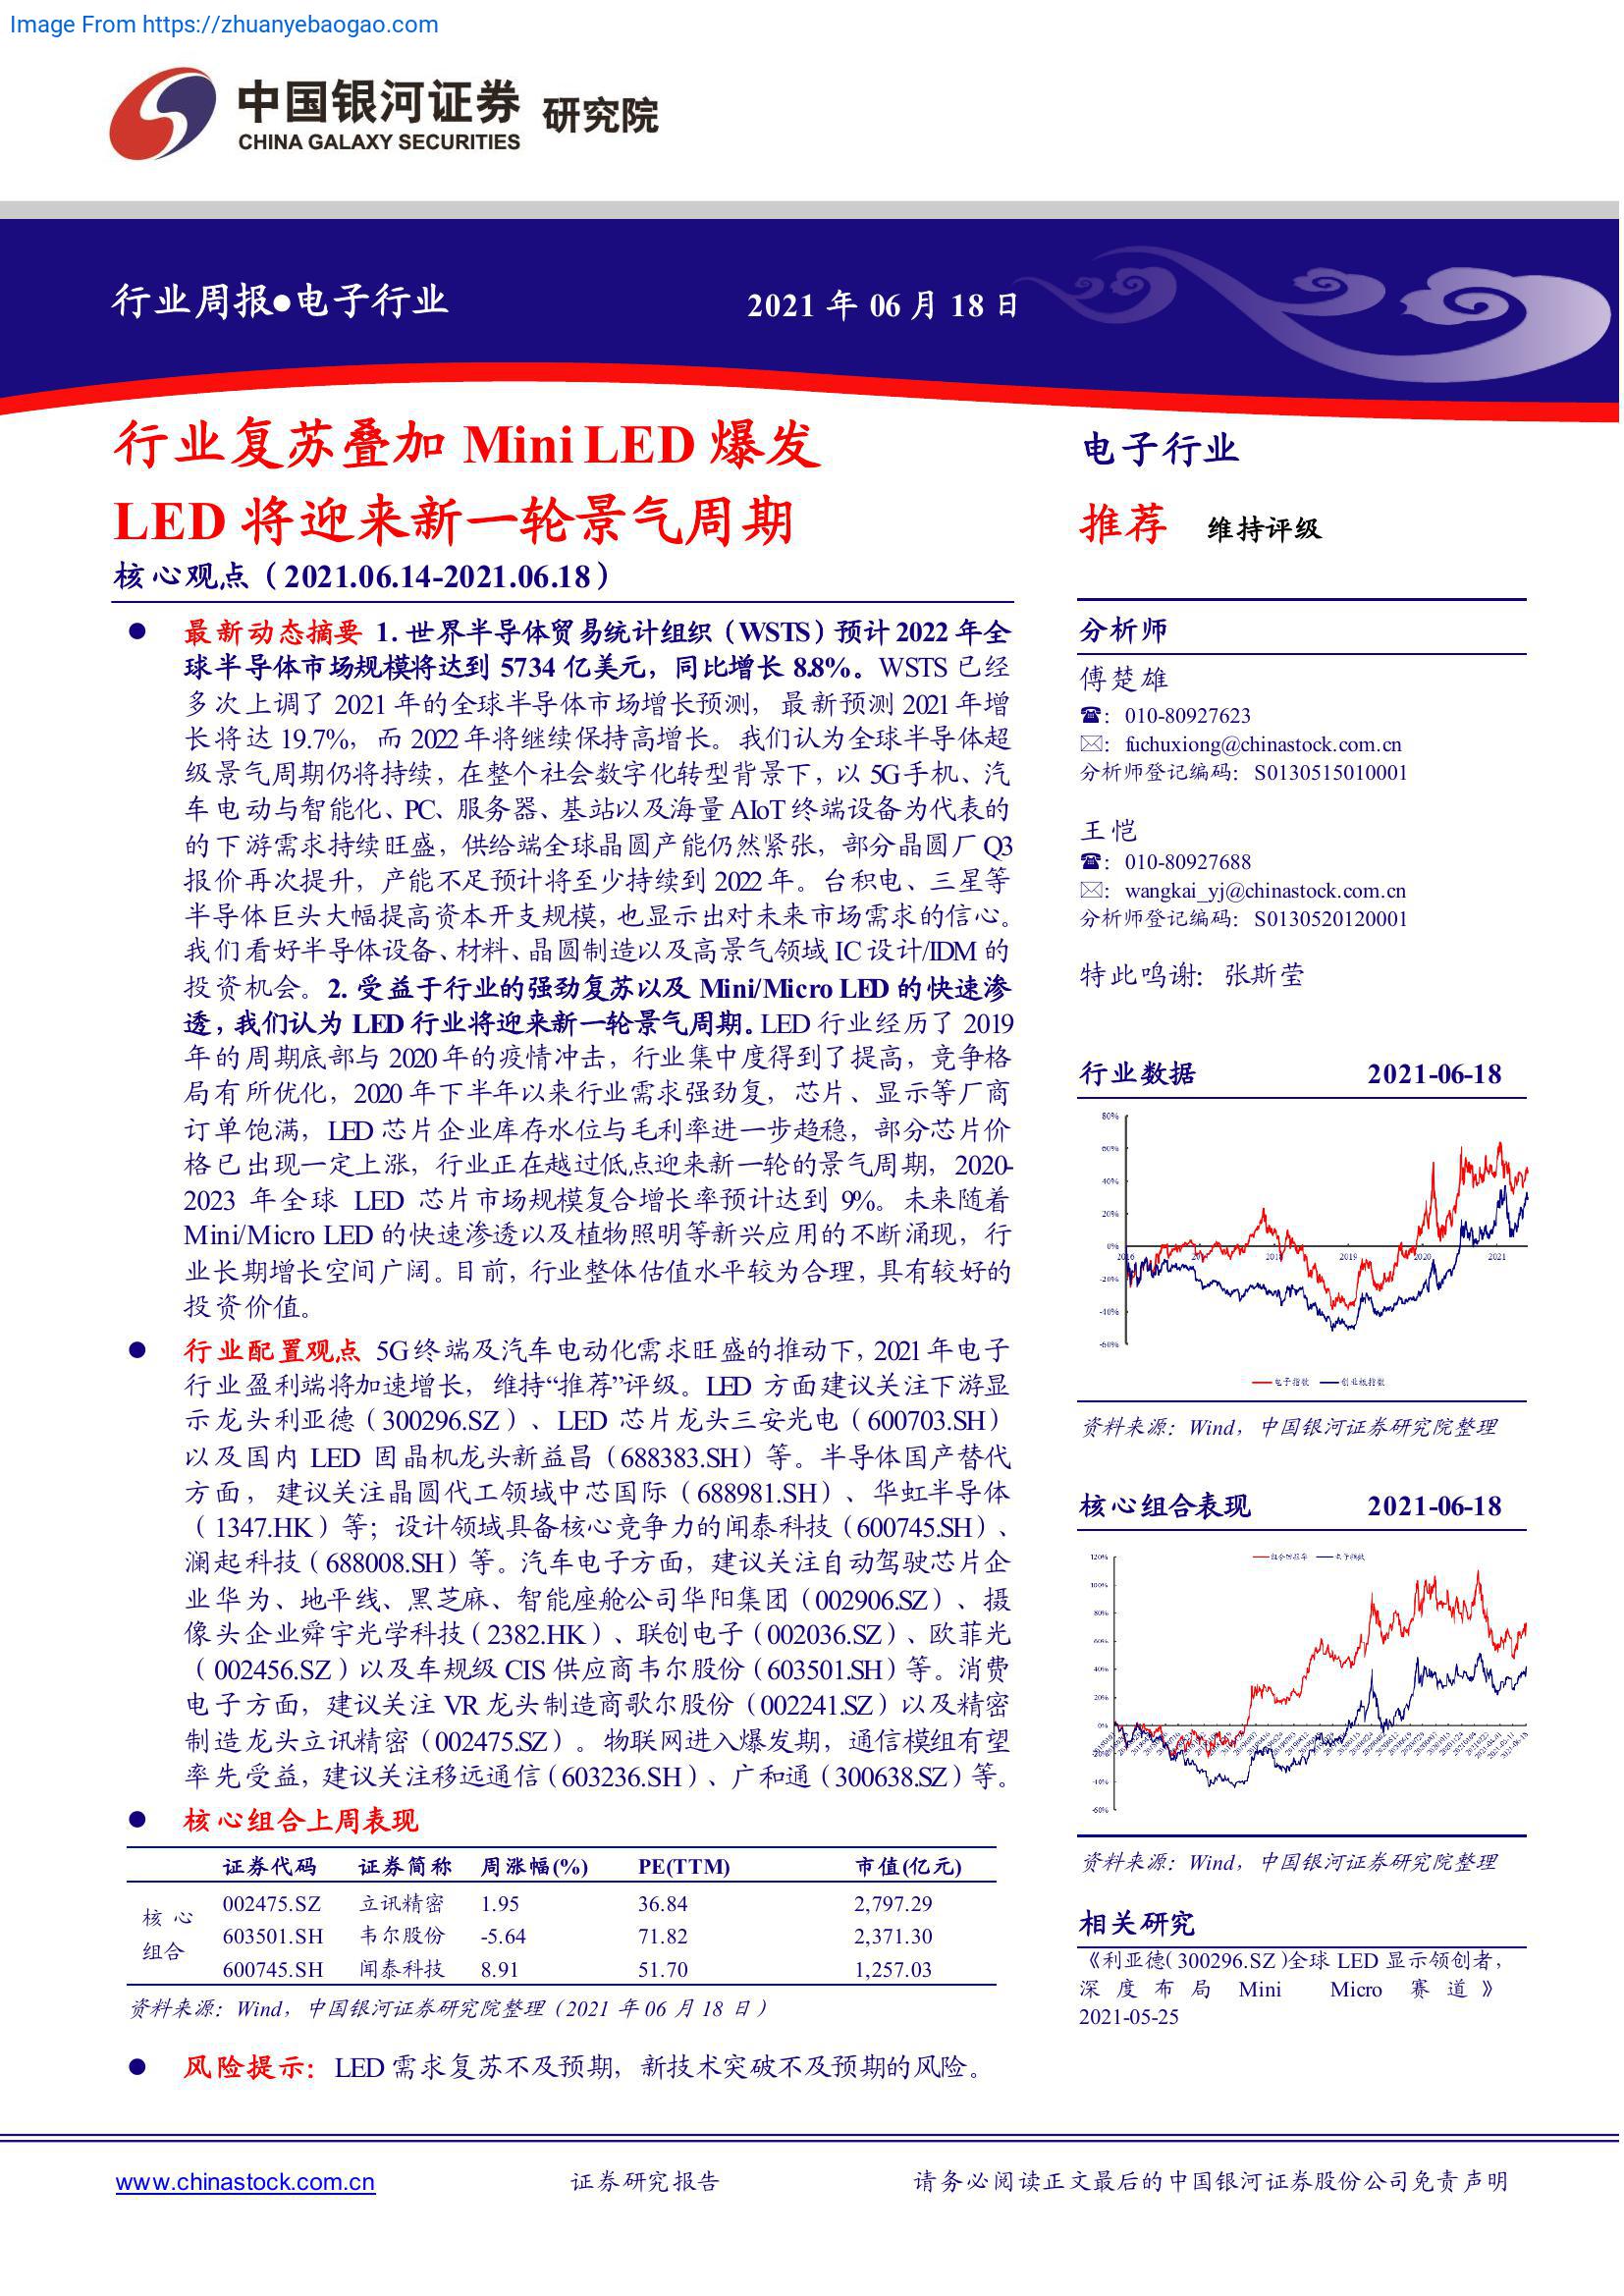 Image From https://zhuanyebaogao.com
中国银河证券 研究院
CHINA GALAXY SECURITIES
行业周报●电子行业
2021 年 06 月 18 日
行业复苏叠加 Mini LED 爆发
LED 将迎来新一轮景气周期
核心观点（2021.06.14-2021.06.18）
● 最新动态摘要 1. 世界半导体贸易统计组织（WSTS）预计 2022 年全
球半导体市场规模将达到 5734 亿美元，同比增长 8.8%。WSTS 已经
多次上调了 2021 年的全球半导体市场增长预测，最新预测 2021 年增
长将达 19.7%，而 2022 年将继续保持高增长。我们认为全球半导体超
级景气周期仍将持续，在整个社会数字化转型背景下，以 5G 手机、汽
车电动与智能化、PC、服务器、基站以及海量 AIoT 终端设备为代表的
的下游需求持续旺盛，供给端全球晶圆产能仍然紧张，部分晶圆厂 Q3
报价再次提升，产能不足预计将至少持续到 2022 年。台积电、三星等
半导体巨头大幅提高资本开支规模，也显示出对未来市场需求的信心。
我们看好半导体设备、材料、晶圆制造以及高景气领域 IC 设计/IDM 的
投资机会。2. 受益于行业的强劲复苏以及 Mini/Micro LED 的快速渗
透，我们认为 LED 行业将迎来新一轮景气周期。LED 行业经历了 2019
年的周期底部与 2020 年的疫情冲击，行业集中度得到了提高，竞争格
局有所优化，2020 年下半年以来行业需求强劲复，芯片、显示等厂商
订单饱满，LED 芯片企业库存水位与毛利率进一步趋稳，部分芯片价
格已出现一定上涨，行业正在越过低点迎来新一轮的景气周期，2020-
2023 年全球 LED 芯片市场规模复合增长率预计达到 9%。未来随着
Mini/Micro LED 的快速渗透以及植物照明等新兴应用的不断涌现，行
业长期增长空间广阔。目前，行业整体估值水平较为合理，具有较好的
投资价值。
● 行业配置观点 5G 终端及汽车电动化需求旺盛的推动下，2021 年电子
行业盈利端将加速增长，维持“推荐”评级。LED 方面建议关注下游显
示龙头利亚德（300296.SZ）、LED 芯片龙头三安光电（600703.SH）
以及国内 LED 固晶机龙头新益昌（688383.SH）等。半导体国产替代
方面，建议关注晶圆代工领域中芯国际（688981.SH）、华虹半导体
（1347.HK）等；设计领域具备核心竞争力的闻泰科技（600745.SH）、
澜起科技（688008.SH）等。汽车电子方面，建议关注自动驾驶芯片企
业华为、地平线、黑芝麻、智能座舱公司华阳集团（002906.SZ）、摄
像头企业舜宇光学科技（2382.HK）、联创电子（002036.SZ）、欧菲光
（002456.SZ）以及车规级 CIS 供应商韦尔股份（603501.SH）等。消费
电子方面，建议关注 VR 龙头制造商歌尔股份（002241.SZ）以及精密
制造龙头立讯精密（002475.SZ）。物联网进入爆发期，通信模组有望
率先受益，建议关注移远通信（603236.SH）、广和通（300638.SZ）等。
● 核心组合上周表现
证券代码 证券简称 周涨幅(%) PE(TTM) 市值(亿元)
核心组合
002475.SZ 立讯精密 1.95 36.84 2,797.29
603501.SH 韦尔股份 -5.64 71.82 2,371.30
600745.SH 闻泰科技 8.91 51.70 1,257.03
资料来源：Wind，中国银河证券研究院整理（2021 年 06 月 18 日）
● 风险提示：LED 需求复苏不及预期，新技术突破不及预期的风险。
电子行业
推荐 维持评级
分析师
傅楚雄
☎：010-80927623
✉：fuchuxiong@chinastock.com.cn
分析师登记编码：S0130515010001
王恺
☎：010-80927688
✉：wangkai_yj@chinastock.com.cn
分析师登记编码：S0130520120001
特此鸣谢：张斯莹
行业数据 2021-06-18
80%
60%
40%
20%
0%
-20%
-40%
-60%
2016 2018 2019 2020 2021
电子指数 创业板指数
资料来源：Wind，中国银河证券研究院整理
核心组合表现 2021-06-18
120%
100%
80%
60%
40%
20%
0%
-40%
-60%
资料来源：Wind，中国银河证券研究院整理
相关研究
《利亚德（300296.SZ）全球 LED 显示领创者，
深度布局 Mini Micro 赛道》
2021-05-25
www.chinastock.com.cn
证券研究报告
请务必阅读正文最后的中国银河证券股份公司免责声明